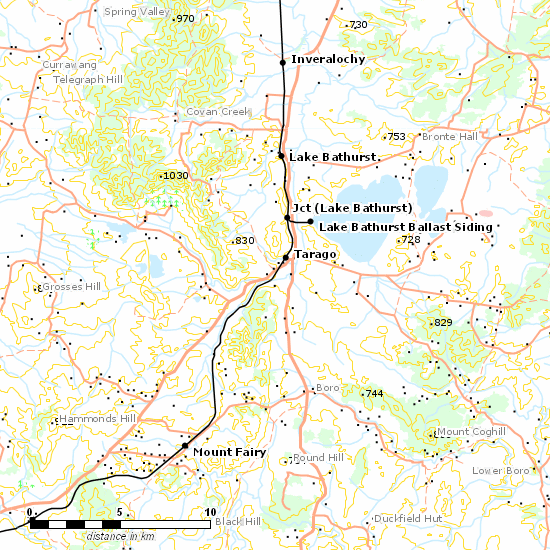 Spring Valley
970
730
Inveralochy
Currawang
Telegraph Hill
Covan Creek
753
Bronte Hall
Lake Bathurst
1030
Jct (Lake Bathurst)
Lake Bathurst Ballast Siding
830
728
Tarago
Grosses Hill
829
Boro
744
Hammonds Hill
Mount Coghill
Mount Fairy
Round Hill
Lower Boro
0
5
10
distance in km
Black Hill
Duckfield Hut